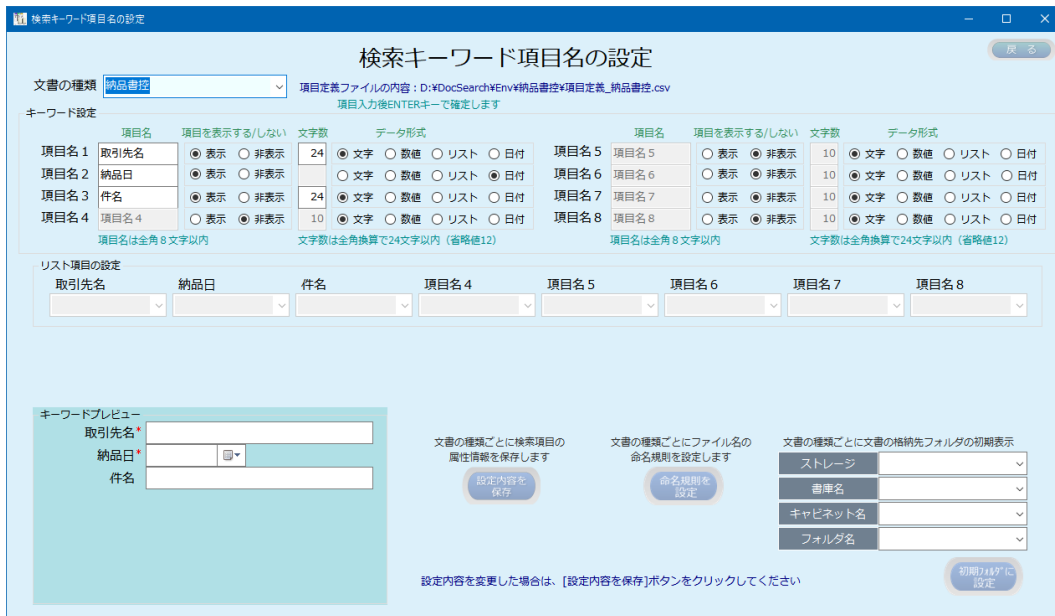 検索キーワード項目名の設定
検索キーワード項目名の設定
戻 る
文書の種類 納品書控
項目定義ファイルの内容：D:¥DocSearch¥Env¥納品書控¥項目定義_納品書控.csv
項目入力後ENTERキーで確定します
キーワード設定
項目名 項目を表示する/しない 文字数 データ形式 項目名 項目を表示する/しない 文字数 データ形式
項目名１ 取引先名 表示 非表示 24 文字 数値 リスト 日付 項目名５ 項目名５ 表示 非表示 10 文字 数値 リスト 日付
項目名２ 納品日 表示 非表示 文字 数値 リスト 日付 項目名６ 項目名６ 表示 非表示 10 文字 数値 リスト 日付
項目名３ 件名 表示 非表示 24 文字 数値 リスト 日付 項目名７ 項目名７ 表示 非表示 10 文字 数値 リスト 日付
項目名４ 項目名４ 表示 非表示 10 文字 数値 リスト 日付 項目名８ 項目名８ 表示 非表示 10 文字 数値 リスト 日付
項目名は全角８文字以内 文字数は全角換算で24文字以内（省略値12） 項目名は全角８文字以内 文字数は全角換算で24文字以内（省略値12）
リスト項目の設定
取引先名 納品日 件名 項目名４ 項目名５ 項目名６ 項目名７ 項目名８
キーワードプレビュー
取引先名*
納品日*
件名
文書の種類ごとに検索項目の
属性情報を保存します
設定内容を
保存
文書の種類ごとにファイル名の
命名規則を設定します
命名規則を
設定
文書の種類ごとに文書の格納先フォルダの初期表示
ストレージ
書庫名
キャビネット名
フォルダ名
初期ﾌｫﾙﾀﾞに
設定
設定内容を変更した場合は、[設定内容を保存]ボタンをクリックしてください